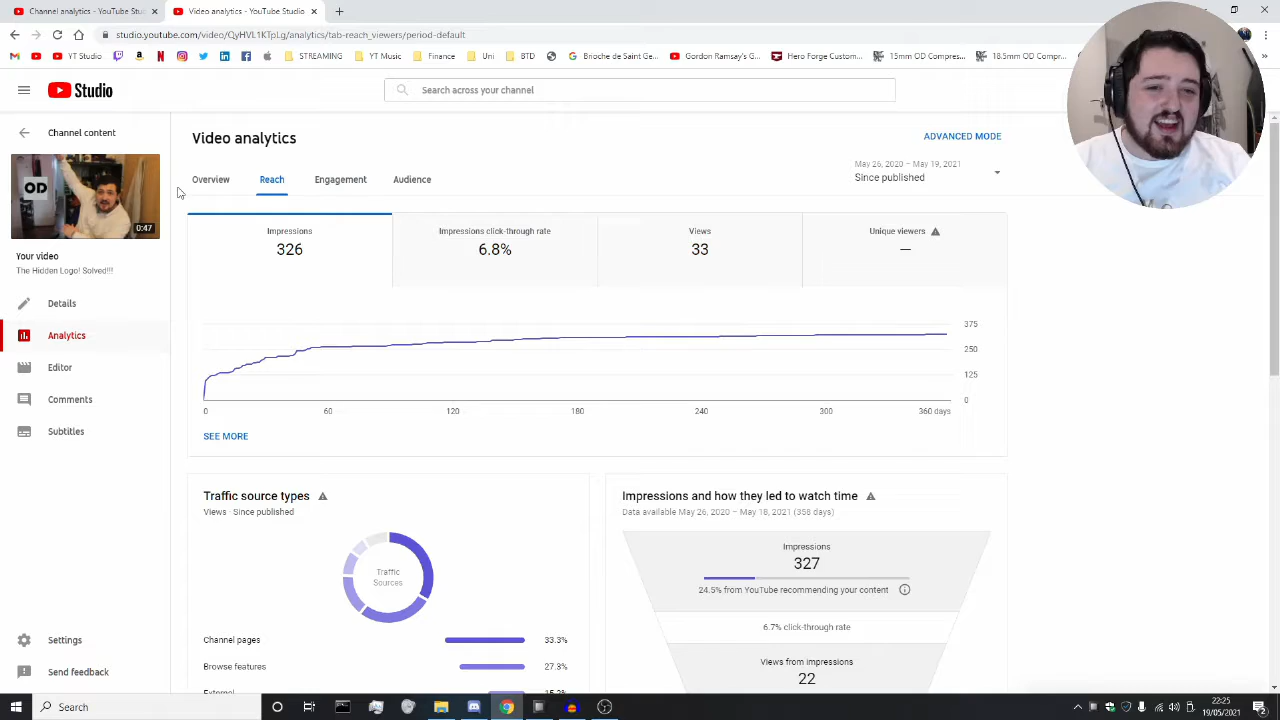 Channel analytics - YouTube Stu
Video analytics - YouTube Studio
studio.youtube.com/video/QyHVL1KTpLg/analytics/tab-reach_viewers/period-default
YT Studio
STREAMING
YT Music
Finance
Uni
BTD
Brioche de Saint Ge...
Gordon Ramsay's G...
Hero Forge Custom...
15mm OD Compres...
18.5mm OD Com...
Studio
Search across your channel
Channel content
OD
0:47
Your video
The Hidden Logo! Solved!!!
Details
Analytics
Editor
Comments
Subtitles
Settings
Send feedback
Video analytics
ADVANCED MODE
Overview
Reach
Engagement
Audience
May 26, 2020 – May 19, 2021
Since published
Impressions
326
Impressions click-through rate
6.8%
Views
33
Unique viewers
—
375
250
125
0
0 60 120 180 240 300 360 days
SEE MORE
Traffic source types
Views · Since published
Traffic
Sources
Channel pages 33.3%
Browse features 27.3%
External 15.2%
Impressions and how they led to watch time
Data available May 26, 2020 – May 18, 2021 (358 days)
Impressions
327
24.5% from YouTube recommending your content
6.7% click-through rate
Views from impressions
22
Search
22:25
19/05/2021